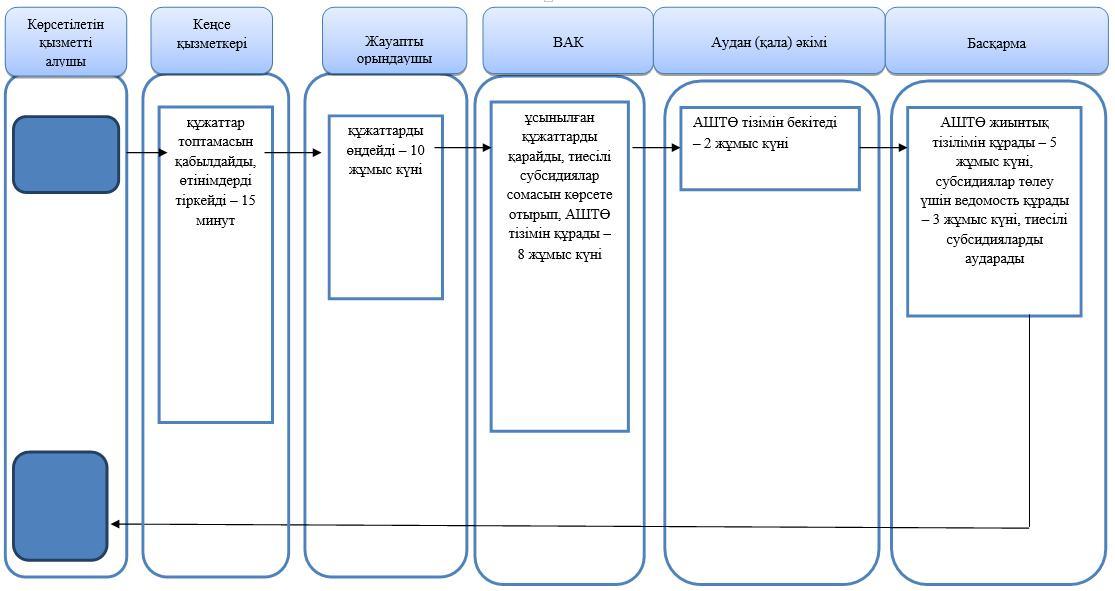 Көрсетілетін
қызметті
алушы
Кеңсе
қызметкері
Жауапты
орындаушы
ВАК
Аудан (қала) әкімі
Басқарма
құжаттар
топтамасын
қабылдайды,
өтінімдерді
тіркейді – 15
минут
құжаттарды
өңдейді – 10
жұмыс күні
ұсынылған
құжаттарды
қарайды, тиесілі
субсидиялар
сомасын көрсете
отырып, АШТӨ
тізімін құрады –
8 жұмыс күні
АШТӨ тізімін бекітеді
– 2 жұмыс күні
АШТӨ жиынтық
тізілімін құрады – 5
жұмыс күні,
субсидиялар төлеу
үшін ведомость құрады
– 3 жұмыс күні, тиесілі
субсидияларды
аударады